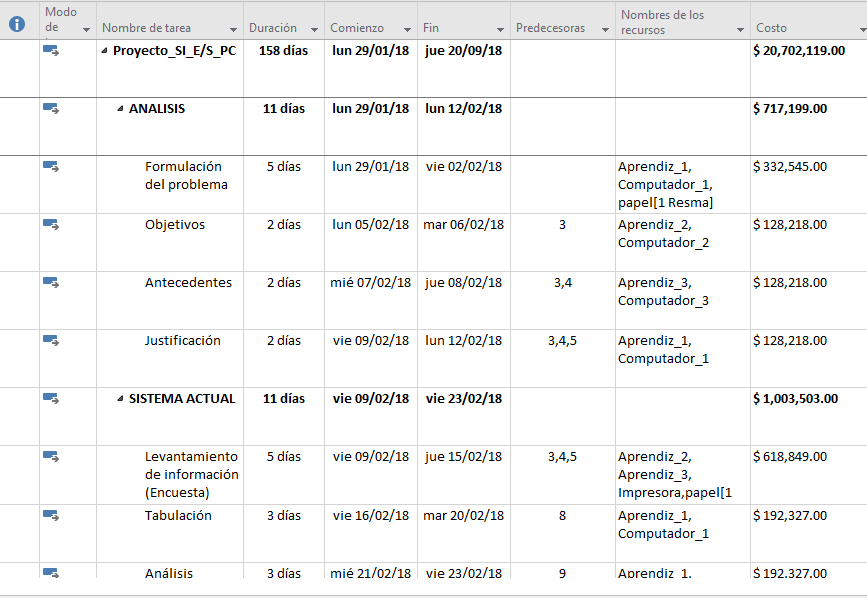 Modo de
Nombre de tarea
Duración
Comienzo
Fin
Predecesoras
Nombres de los recursos
Costo
Proyecto_SI_E/S_PC 158 días lun 29/01/18 jue 20/09/18 $ 20,702,119.00
ANALISIS 11 días lun 29/01/18 lun 12/02/18 $ 717,199.00
Formulación del problema 5 días lun 29/01/18 vie 02/02/18 Aprendiz_1, Computador_1, papel[1 Resma] $ 332,545.00
Objetivos 2 días lun 05/02/18 mar 06/02/18 3 Aprendiz_2, Computador_2 $ 128,218.00
Antecedentes 2 días mié 07/02/18 jue 08/02/18 3,4 Aprendiz_3, Computador_3 $ 128,218.00
Justificación 2 días vie 09/02/18 lun 12/02/18 3,4,5 Aprendiz_1, Computador_1 $ 128,218.00
SISTEMA ACTUAL 11 días vie 09/02/18 vie 23/02/18 $ 1,003,503.00
Levantamiento de información (Encuesta) 5 días vie 09/02/18 jue 15/02/18 3,4,5 Aprendiz_2, Aprendiz_3, Impresora,papel[1 $ 618,849.00
Tabulación 3 días vie 16/02/18 mar 20/02/18 8 Aprendiz_1, Computador_1 $ 192,327.00
Análisis 3 días mié 21/02/18 vie 23/02/18 9 Aprendiz_1, $ 192,327.00